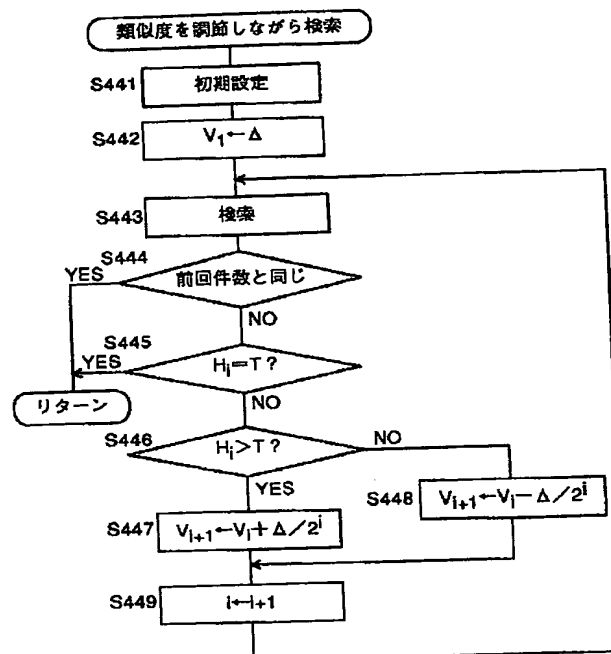 類似度を調節しながら検索
S441
初期設定
S442
V1←Δ
S443
検索
S444
前回件数と同じ
YES
NO
S445
Hi=T?
YES
NO
リターン
S446
Hi>T?
NO
YES
S447
Vi+1←Vi+Δ/2^i
S448
Vi+1←Vi−Δ/2^i
S449
i←i+1